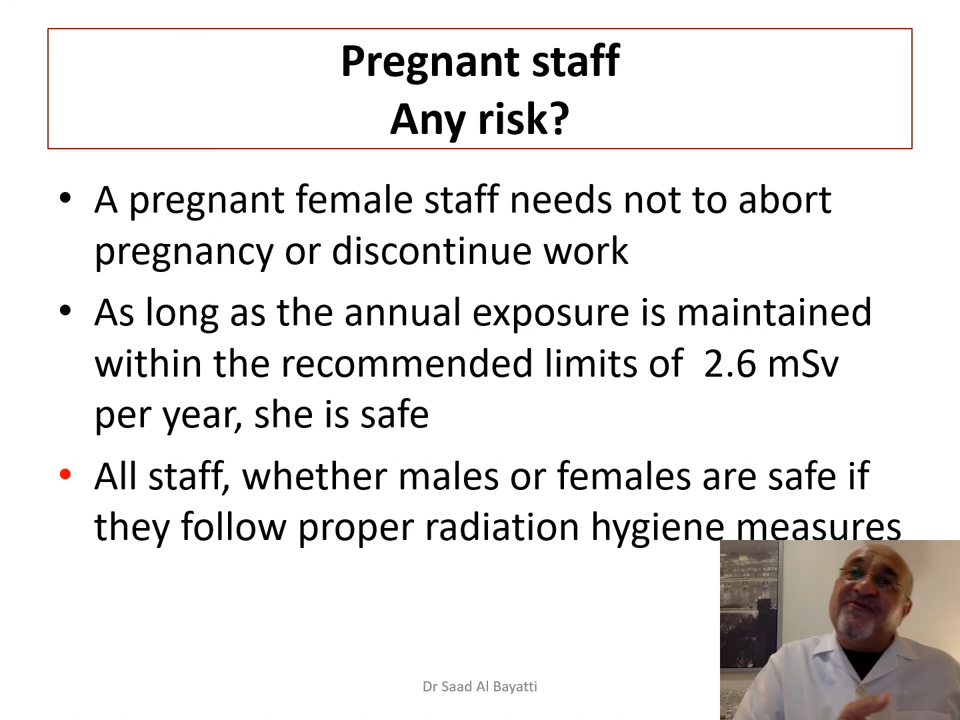 Pregnant staff
Any risk?
• A pregnant female staff needs not to abort
pregnancy or discontinue work
• As long as the annual exposure is maintained
within the recommended limits of 2.6 mSv
per year, she is safe
• All staff, whether males or females are safe if
they follow proper radiation hygiene measures
Dr Saad Al Bayatti